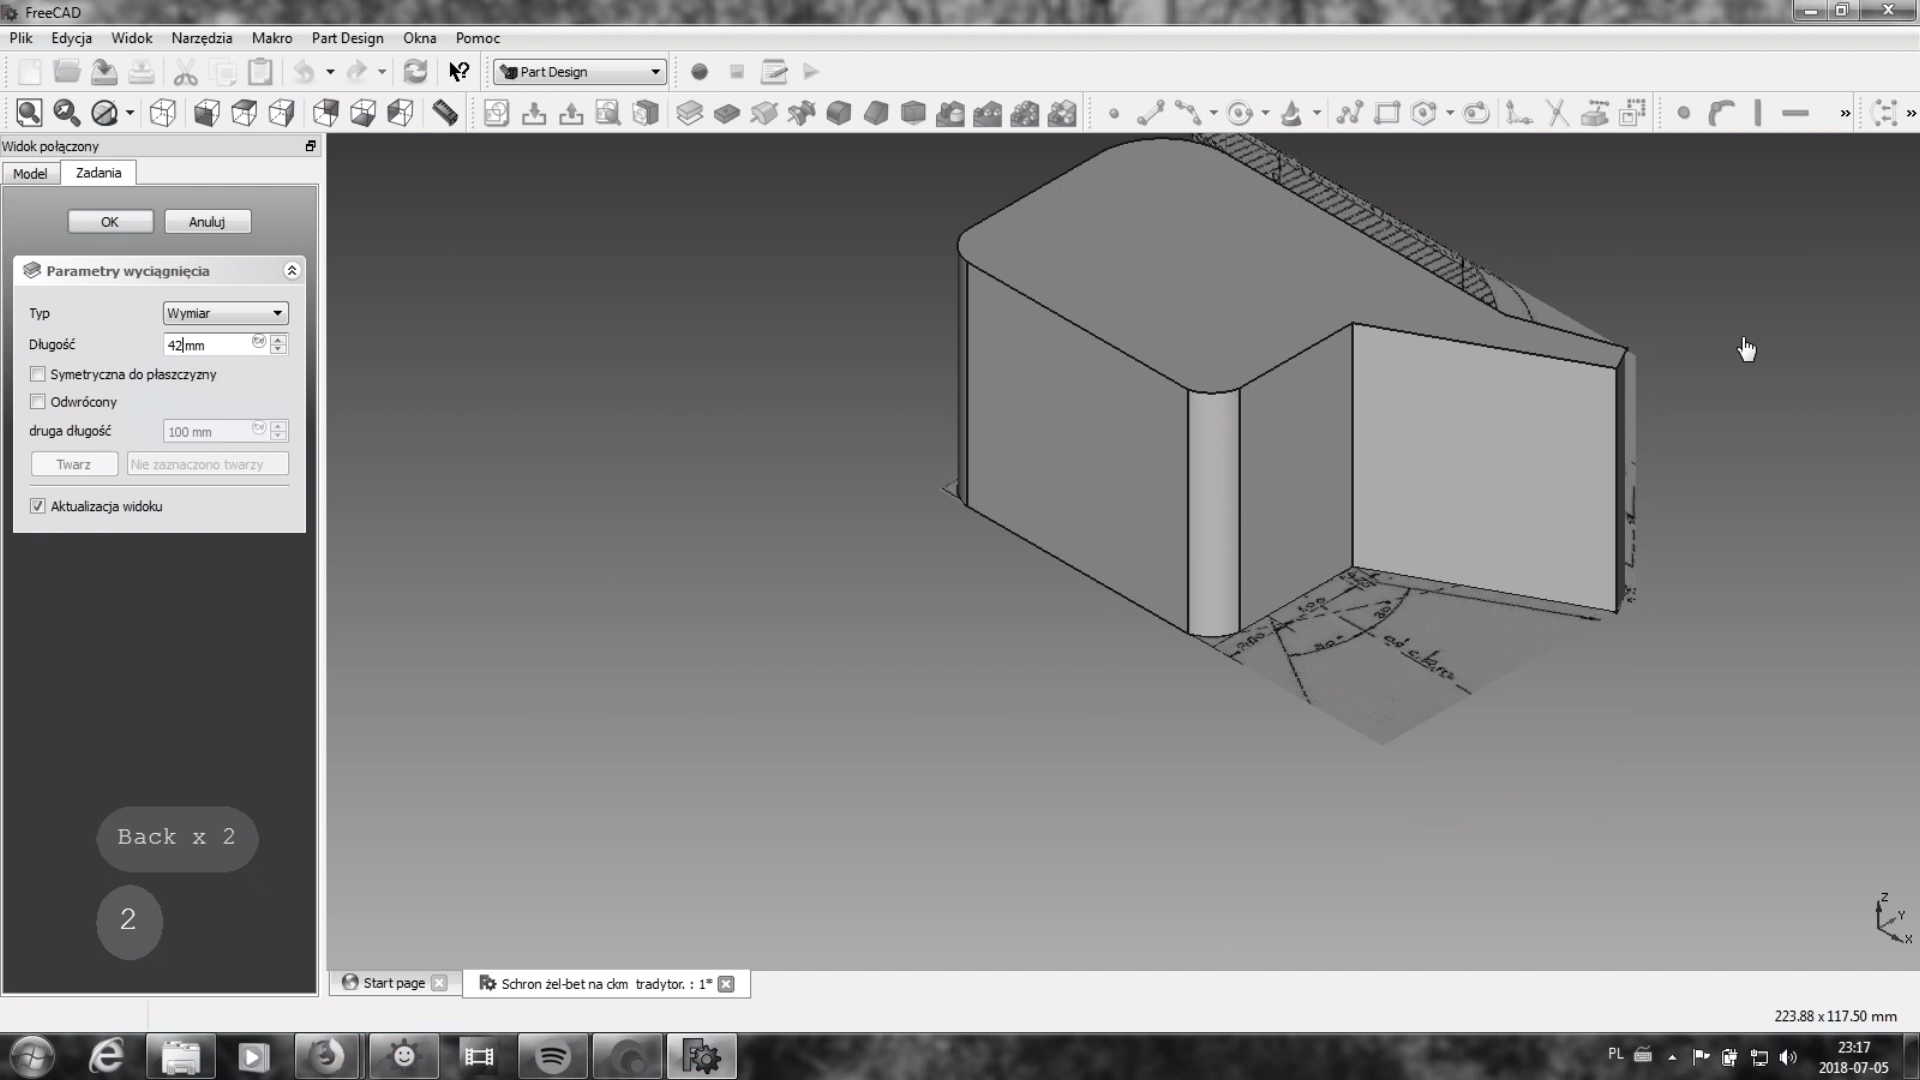 FreeCAD
Plik Edycja Widok Narzędzia Makro Part Design Okna Pomoc
Part Design
Widok połączony
Model Zadania
OK Anuluj
Parametry wyciągnięcia
Typ Wymiar
Długość 42mm
Symetryczna do płaszczyzny
Odwrócony
druga długość 100 mm
Twarz Nie zaznaczono twarzy
Aktualizacja widoku
Back x 2
2
100
30°
Z
Y
X
Start page Schron żel-bet na ckm tradytor. : 1*
223.88 x 117.50 mm
PL 23:17
2018-07-05